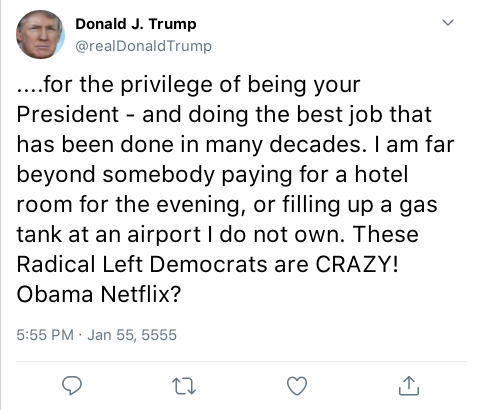 Donald J. Trump
@realDonaldTrump
....for the privilege of being your
President - and doing the best job that
has been done in many decades. I am far
beyond somebody paying for a hotel
room for the evening, or filling up a gas
tank at an airport I do not own. These
Radical Left Democrats are CRAZY!
Obama Netflix?
5:55 PM · Jan 55, 5555